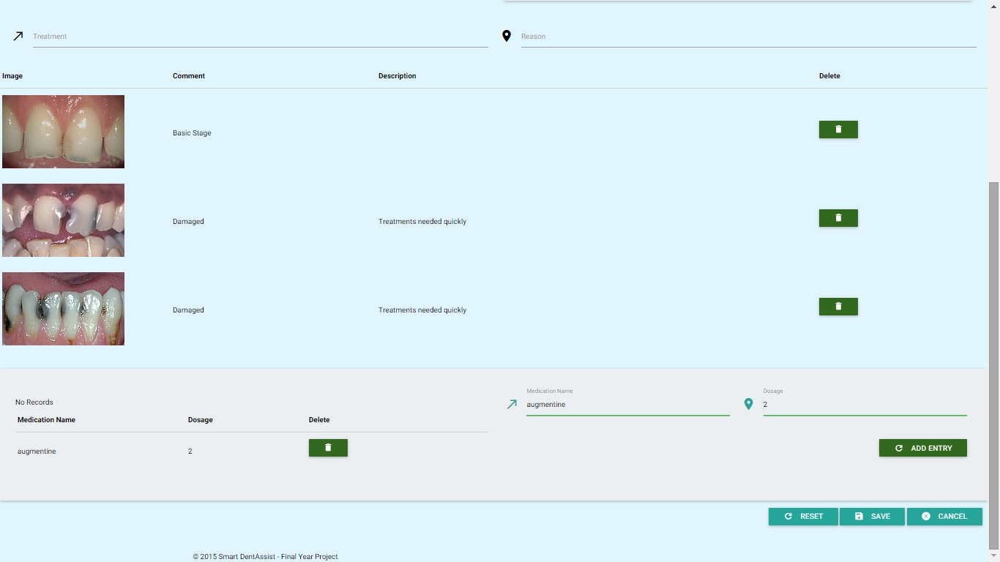 Treatment
Reason
Image Comment Description Delete
Basic Stage
Damaged Treatments needed quickly
Damaged Treatments needed quickly
No Records
Medication Name Dosage Delete
augmentine 2
Medication Name
augmentine
Dosage
2
ADD ENTRY
RESET SAVE CANCEL
© 2015 Smart DentAssist - Final Year Project